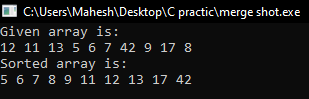 C:\Users\Mahesh\Desktop\C practic\merge shot.exe
Given array is:
12 11 13 5 6 7 42 9 17 8
Sorted array is:
5 6 7 8 9 11 12 13 17 42